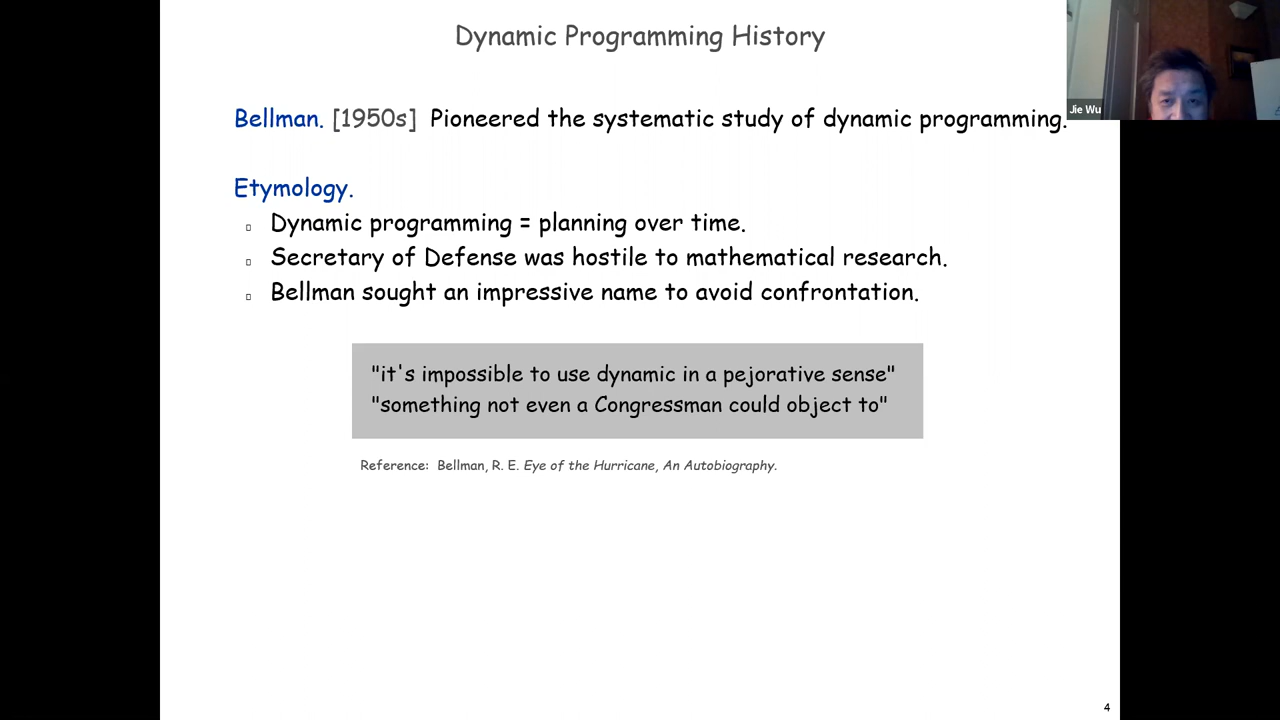 Dynamic Programming History
Jie Wu
Bellman. [1950s] Pioneered the systematic study of dynamic programming.
Etymology.
Dynamic programming = planning over time.
Secretary of Defense was hostile to mathematical research.
Bellman sought an impressive name to avoid confrontation.
"it's impossible to use dynamic in a pejorative sense"
"something not even a Congressman could object to"
Reference: Bellman, R. E. Eye of the Hurricane, An Autobiography.
4